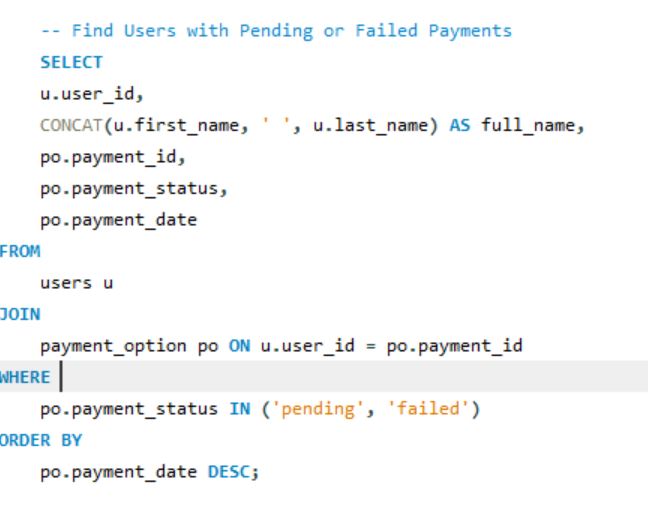 -- Find Users with Pending or Failed Payments
SELECT
u.user_id,
CONCAT(u.first_name, ' ', u.last_name) AS full_name,
po.payment_id,
po.payment_status,
po.payment_date
FROM
users u
JOIN
payment_option po ON u.user_id = po.payment_id
WHERE
po.payment_status IN ('pending', 'failed')
ORDER BY
po.payment_date DESC;